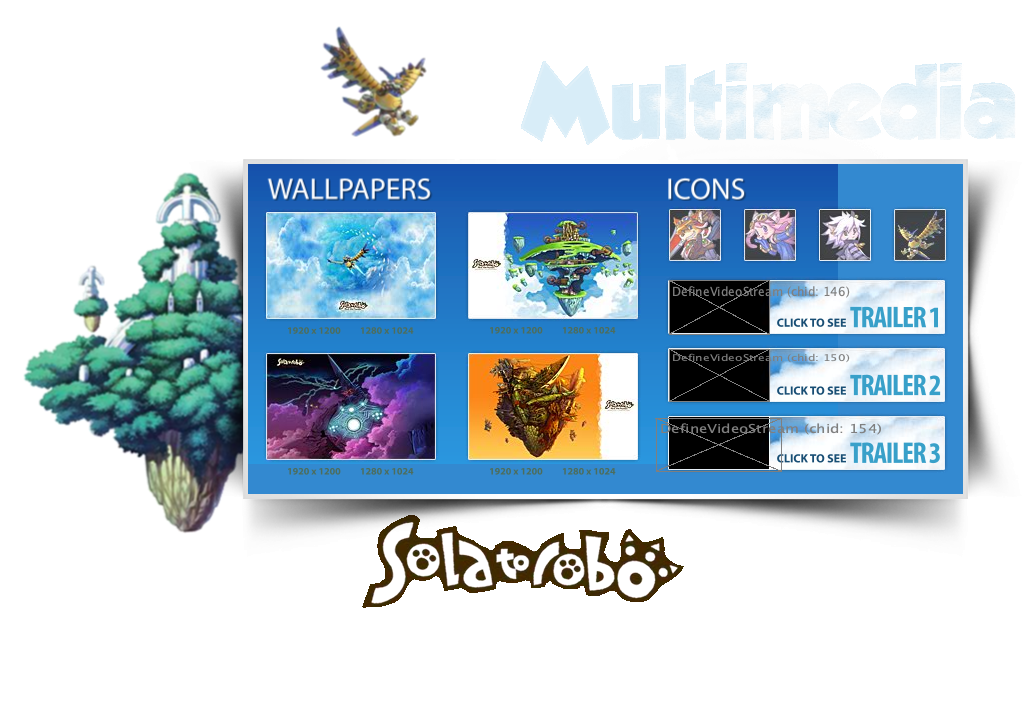 Multimedia
WALLPAPERS
ICONS
1920 x 1200 1280 x 1024
1920 x 1200 1280 x 1024
DefineVideoStream (chid: 146)
CLICK TO SEE TRAILER 1
DefineVideoStream (chid: 150)
CLICK TO SEE TRAILER 2
Solatorobo
DefineVideoStream (chid: 154)
CLICK TO SEE TRAILER 3
1920 x 1200 1280 x 1024
1920 x 1200 1280 x 1024
Solatorobo